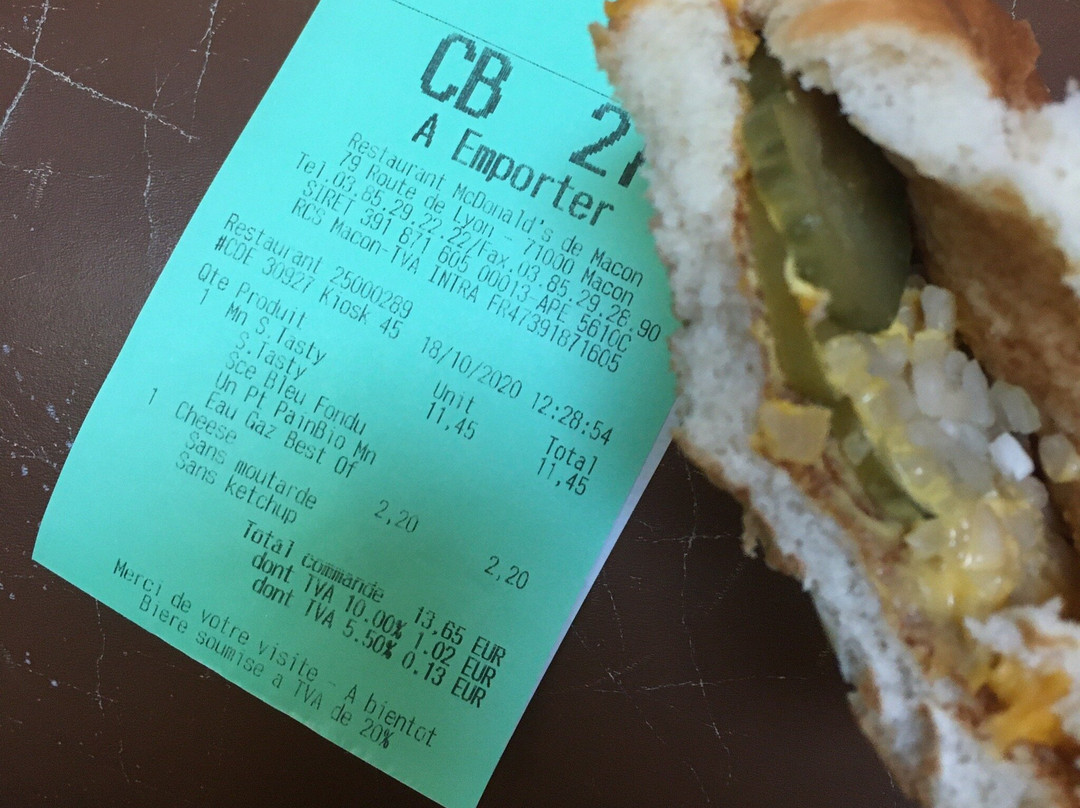 CB
A Emporter
Restaurant McDonald's de Macon
79 Route de Lyon - 71000 Macon
Tel.03.85.29.22.22/Fax.03.85.29.28.90
SIRET 391 871 605 00013-APE 5610C
RCS Macon-TVA INTRA FR47391871605
Restaurant 25000289
#CDE 30927 Kiosk 45 18/10/2020 12:28:54
Qte Produit Unit Total
1 Mn S.Tasty 11,45 11,45
S.Tasty
Sce Bleu Fondu
Un Pt PainBio Mn
Eau Gaz Best Of
1 Cheese 2,20 2,20
Sans moutarde
Sans ketchup
Total commande 13,65 EUR
dont TVA 10.00% 1.02 EUR
dont TVA 5.50% 0.13 EUR
Merci de votre visite - A bientot
Biere soumise a TVA de 20%